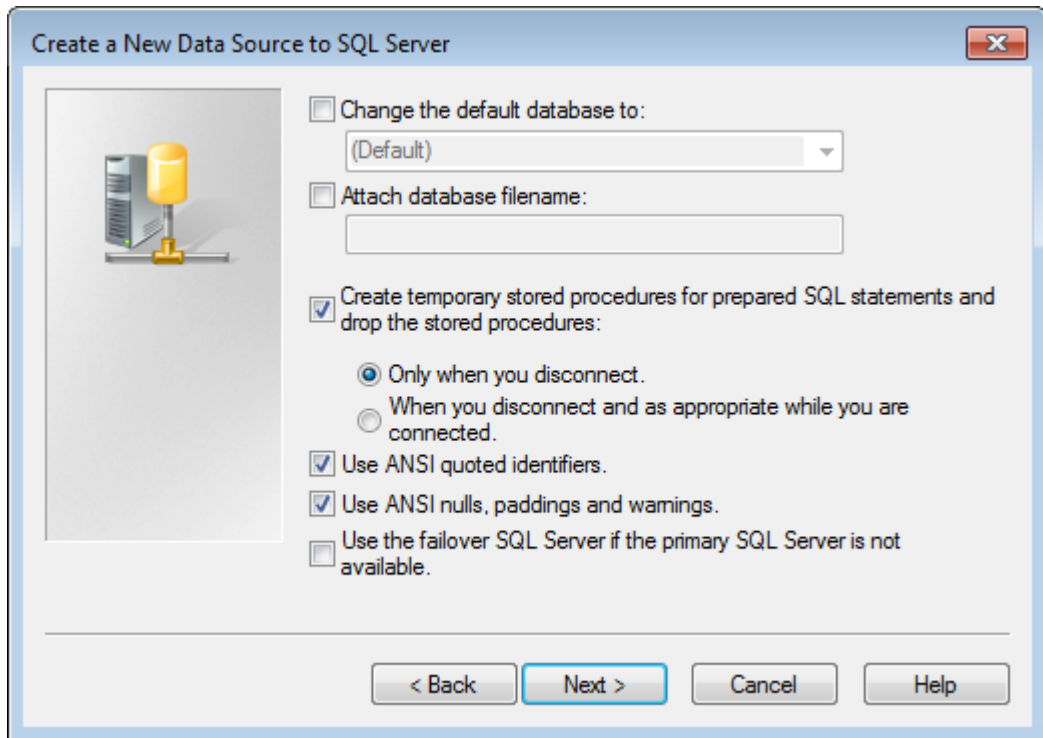 Create a New Data Source to SQL Server
Change the default database to:
(Default)
Attach database filename:
Create temporary stored procedures for prepared SQL statements and
drop the stored procedures:
Only when you disconnect.
When you disconnect and as appropriate while you are
connected.
Use ANSI quoted identifiers.
Use ANSI nulls, paddings and warnings.
Use the failover SQL Server if the primary SQL Server is not
available.
< Back
Next >
Cancel
Help